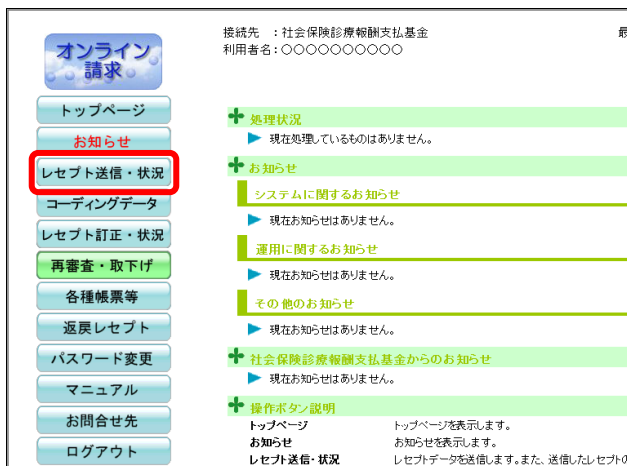 オンライン
請求
接続先 ：社会保険診療報酬支払基金
最
利用者名：〇〇〇〇〇〇〇〇〇〇
トップページ
お知らせ
レセプト送信・状況
コーディングデータ
レセプト訂正・状況
再審査・取下げ
各種帳票等
返戻レセプト
パスワード変更
マニュアル
お問合せ先
ログアウト
処理状況
現在処理しているものはありません。
お知らせ
システムに関するお知らせ
現在お知らせはありません。
運用に関するお知らせ
現在お知らせはありません。
その他のお知らせ
現在お知らせはありません。
社会保険診療報酬支払基金からのお知らせ
現在お知らせはありません。
操作ボタン説明
トップページ トップページを表示します。
お知らせ お知らせを表示します。
レセプト送信・状況 レセプトデータを送信します。また、送信したレセプトの